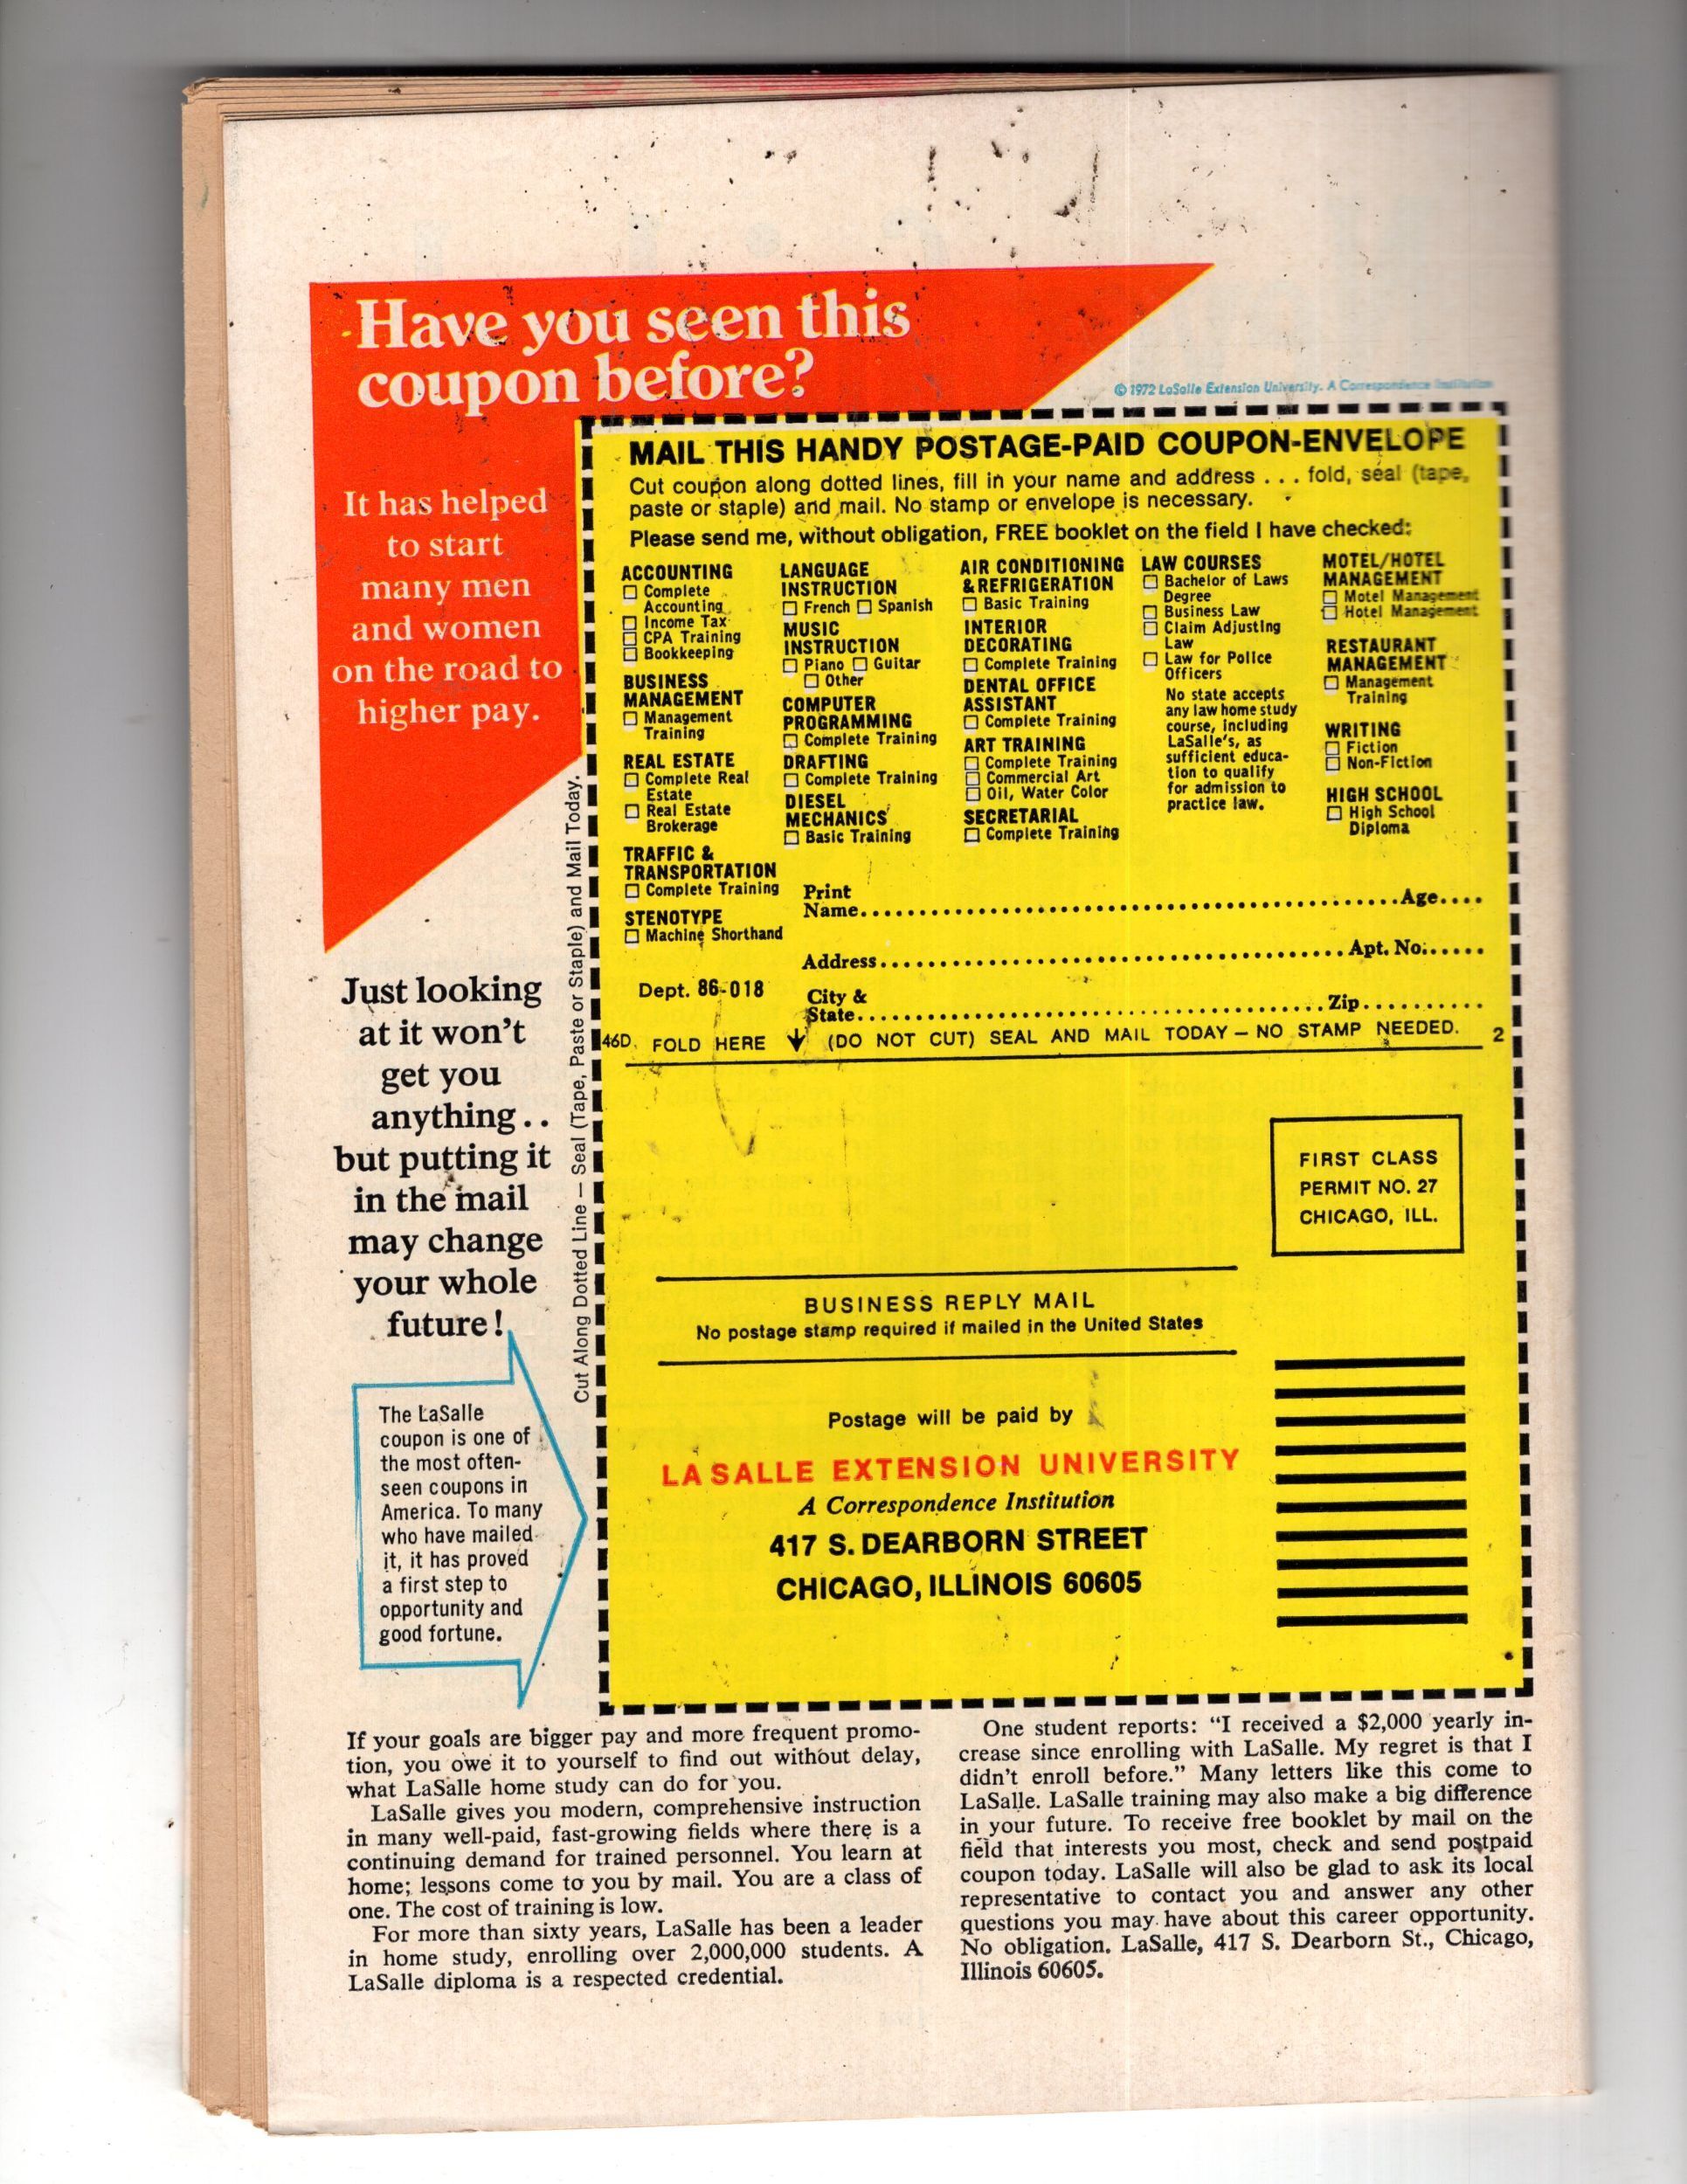 Have you seen this
coupon before?
It has helped
to start
many men
and women
on the road to
higher pay.
© 1972 LaSalle Extension University. A Correspondence Institution
MAIL THIS HANDY POSTAGE-PAID COUPON-ENVELOPE
Cut coupon along dotted lines, fill in your name and address . . . fold, seal (tape,
paste or staple) and mail. No stamp or envelope is necessary.
Please send me, without obligation, FREE booklet on the field I have checked:
ACCOUNTING
Complete
Accounting
Income Tax
CPA Training
Bookkeeping
BUSINESS
MANAGEMENT
Management
Training
REAL ESTATE
Complete Real
Estate
Real Estate
Brokerage
TRAFFIC &
TRANSPORTATION
Complete Training
STENOTYPE
Machine Shorthand
LANGUAGE
INSTRUCTION
French Spanish
MUSIC
INSTRUCTION
Piano Guitar
Other
COMPUTER
PROGRAMMING
Complete Training
DRAFTING
Complete Training
DIESEL
MECHANICS
Basic Training
AIR CONDITIONING
& REFRIGERATION
Basic Training
INTERIOR
DECORATING
Complete Training
DENTAL OFFICE
ASSISTANT
Complete Training
ART TRAINING
Complete Training
Commercial Art
Oil, Water Color
SECRETARIAL
Complete Training
LAW COURSES
Bachelor of Laws
Degree
Business Law
Claim Adjusting
Law
Law for Police
Officers
No state accepts
any law home study
course, including
LaSalle's, as
sufficient educa-
tion to qualify
for admission to
practice law.
MOTEL/HOTEL
MANAGEMENT
Motel Management
Hotel Management
RESTAURANT
MANAGEMENT
Management
Training
WRITING
Fiction
Non-Fiction
HIGH SCHOOL
High School
Diploma
Print
Name Age
Address Apt. No.
Dept. 86-018
City &
State Zip
46D FOLD HERE (DO NOT CUT) SEAL AND MAIL TODAY – NO STAMP NEEDED. 2
Cut Along Dotted Line – Seal (Tape, Paste or Staple) and Mail Today.
FIRST CLASS
PERMIT NO. 27
CHICAGO, ILL.
BUSINESS REPLY MAIL
No postage stamp required if mailed in the United States
Postage will be paid by
LA SALLE EXTENSION UNIVERSITY
A Correspondence Institution
417 S. DEARBORN STREET
CHICAGO, ILLINOIS 60605
Just looking
at it won't
get you
anything . .
but putting it
in the mail
may change
your whole
future!
The LaSalle
coupon is one of
the most often-
seen coupons in
America. To many
who have mailed
it, it has proved
a first step to
opportunity and
good fortune.
If your goals are bigger pay and more frequent promo-
tion, you owe it to yourself to find out without delay,
what LaSalle home study can do for you.
LaSalle gives you modern, comprehensive instruction
in many well-paid, fast-growing fields where there is a
continuing demand for trained personnel. You learn at
home; lessons come to you by mail. You are a class of
one. The cost of training is low.
For more than sixty years, LaSalle has been a leader
in home study, enrolling over 2,000,000 students. A
LaSalle diploma is a respected credential.
One student reports: "I received a $2,000 yearly in-
crease since enrolling with LaSalle. My regret is that I
didn't enroll before." Many letters like this come to
LaSalle. LaSalle training may also make a big difference
in your future. To receive free booklet by mail on the
field that interests you most, check and send postpaid
coupon today. LaSalle will also be glad to ask its local
representative to contact you and answer any other
questions you may have about this career opportunity.
No obligation. LaSalle, 417 S. Dearborn St., Chicago,
Illinois 60605.